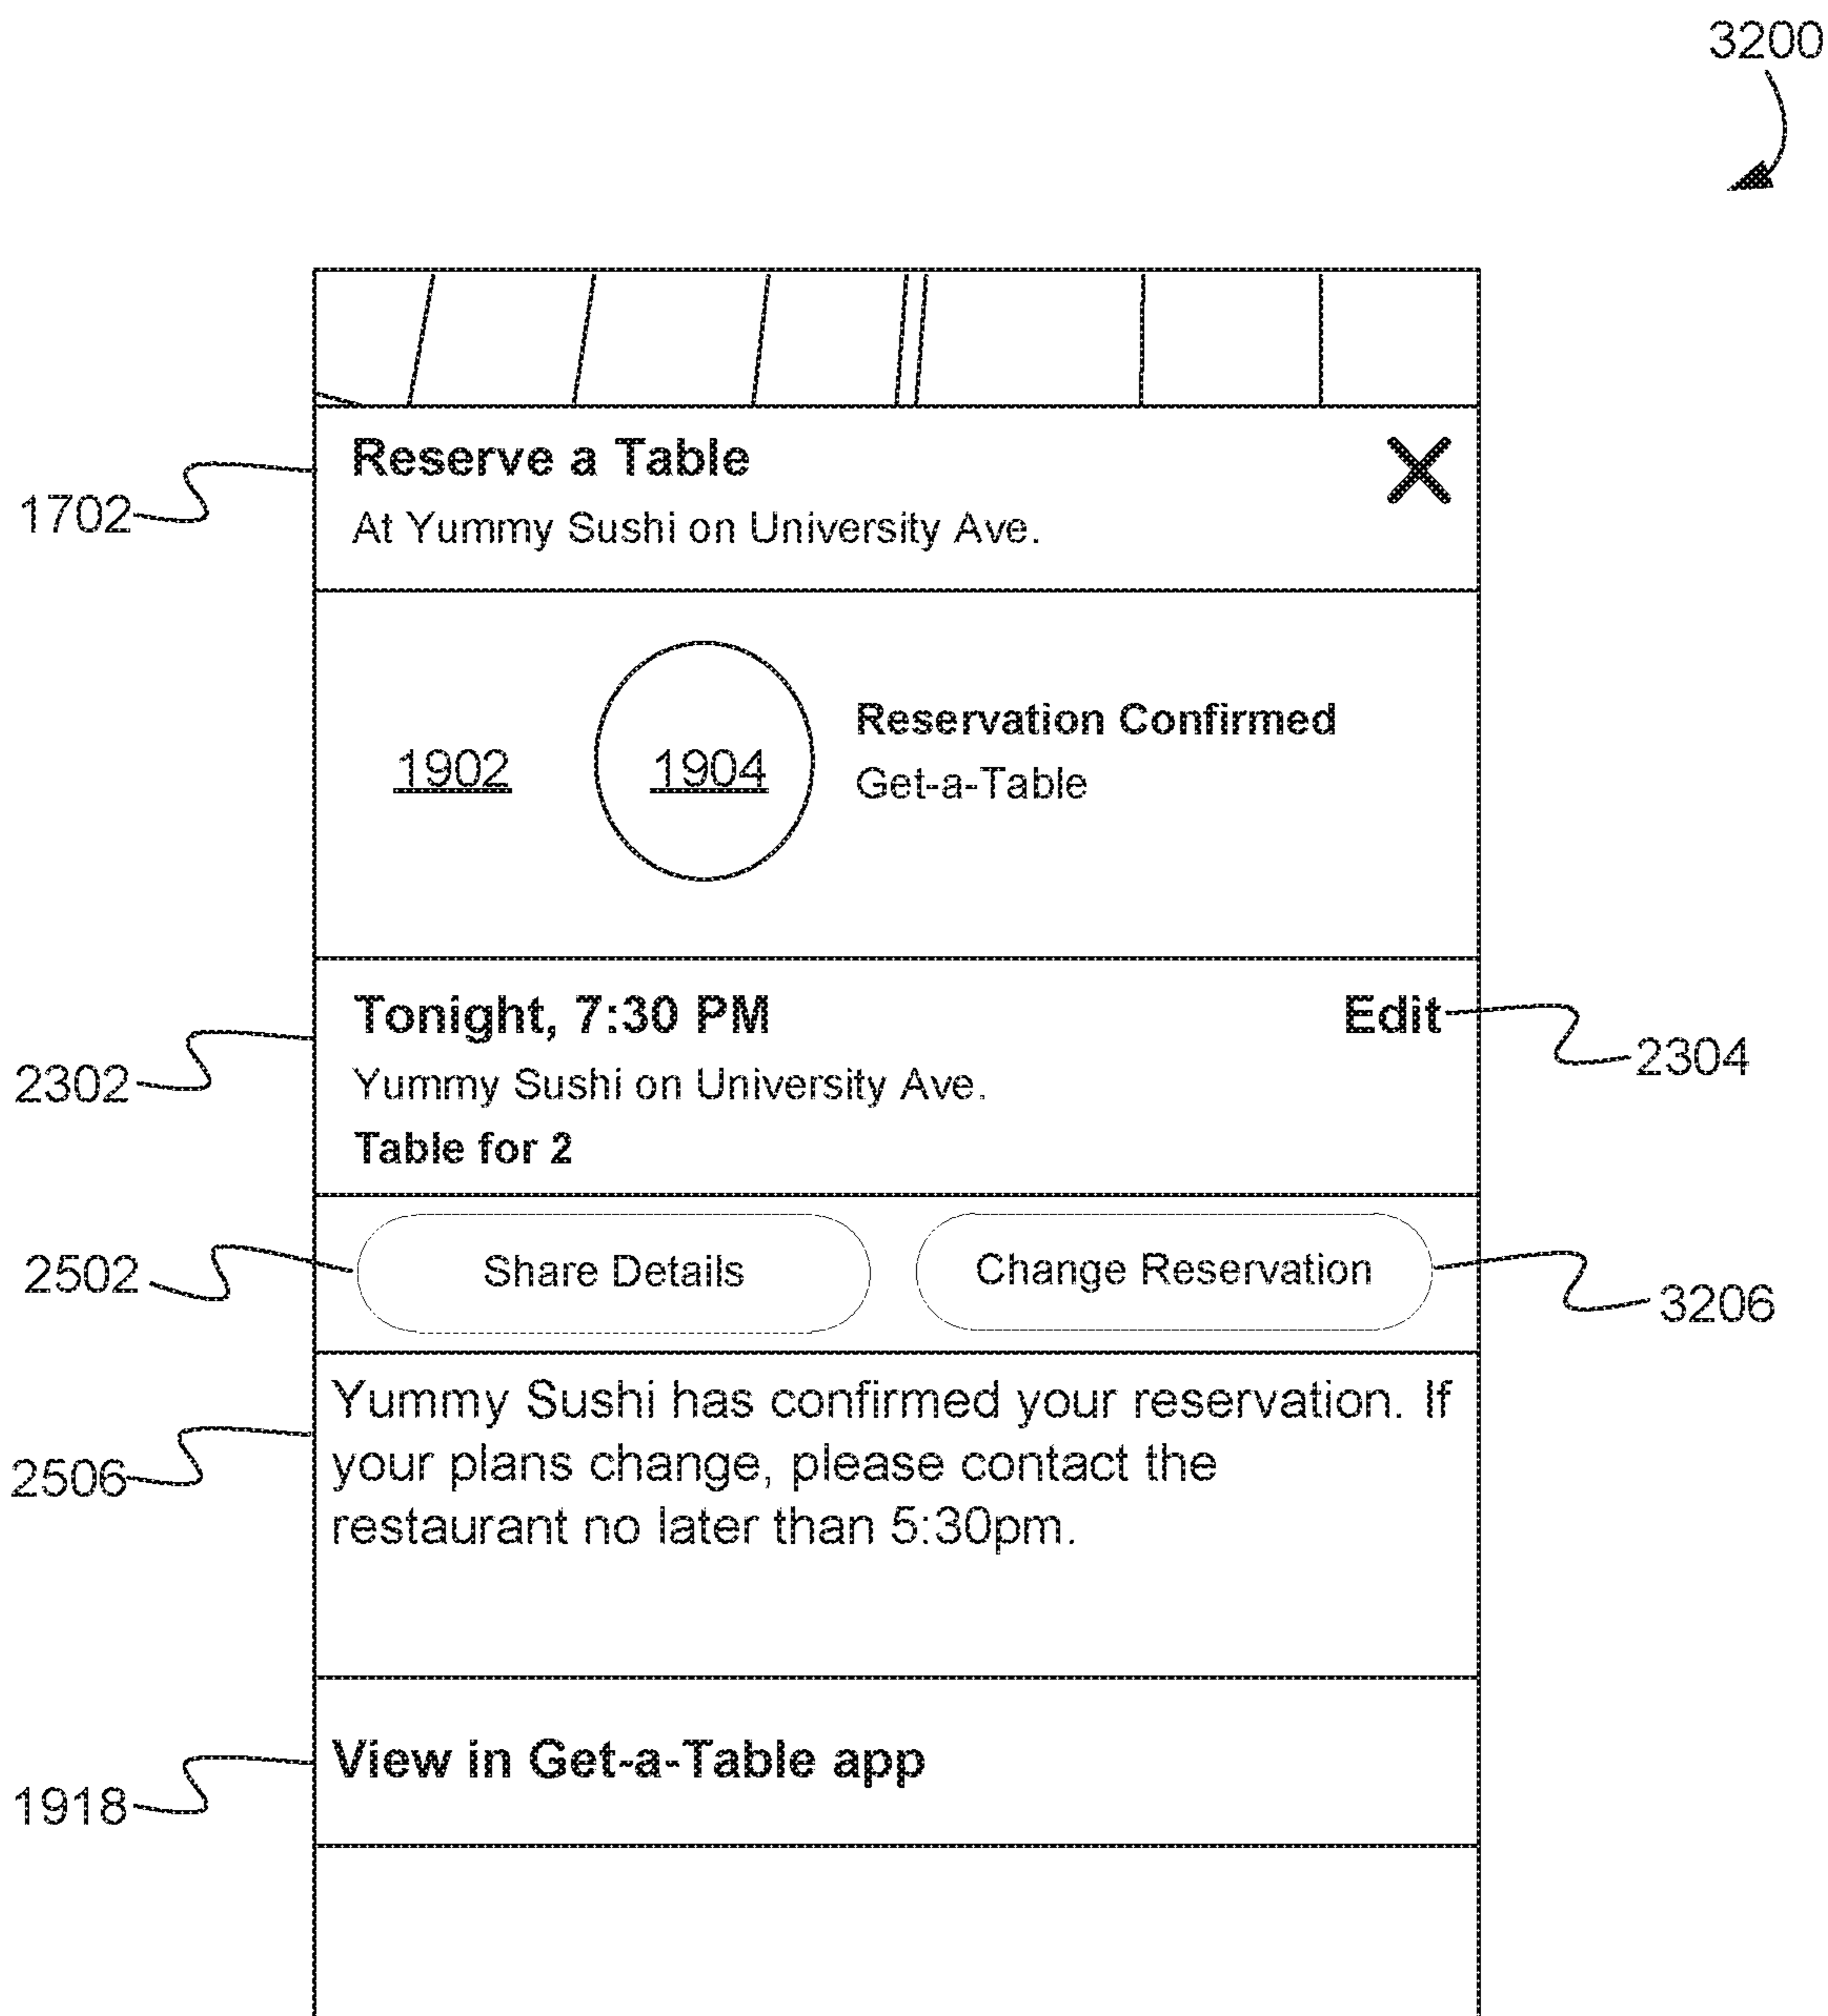 3200
Reserve a Table
1702
At Yummy Sushi on University Ave.
1902
1904
Reservation Confirmed
Get-a-Table
Tonight, 7:30 PM
Edit
2302
2304
Yummy Sushi on University Ave.
Table for 2
2502
Share Details
Change Reservation
3206
Yummy Sushi has confirmed your reservation. If
your plans change, please contact the
restaurant no later than 5:30pm.
2506
View in Get-a-Table app
1918